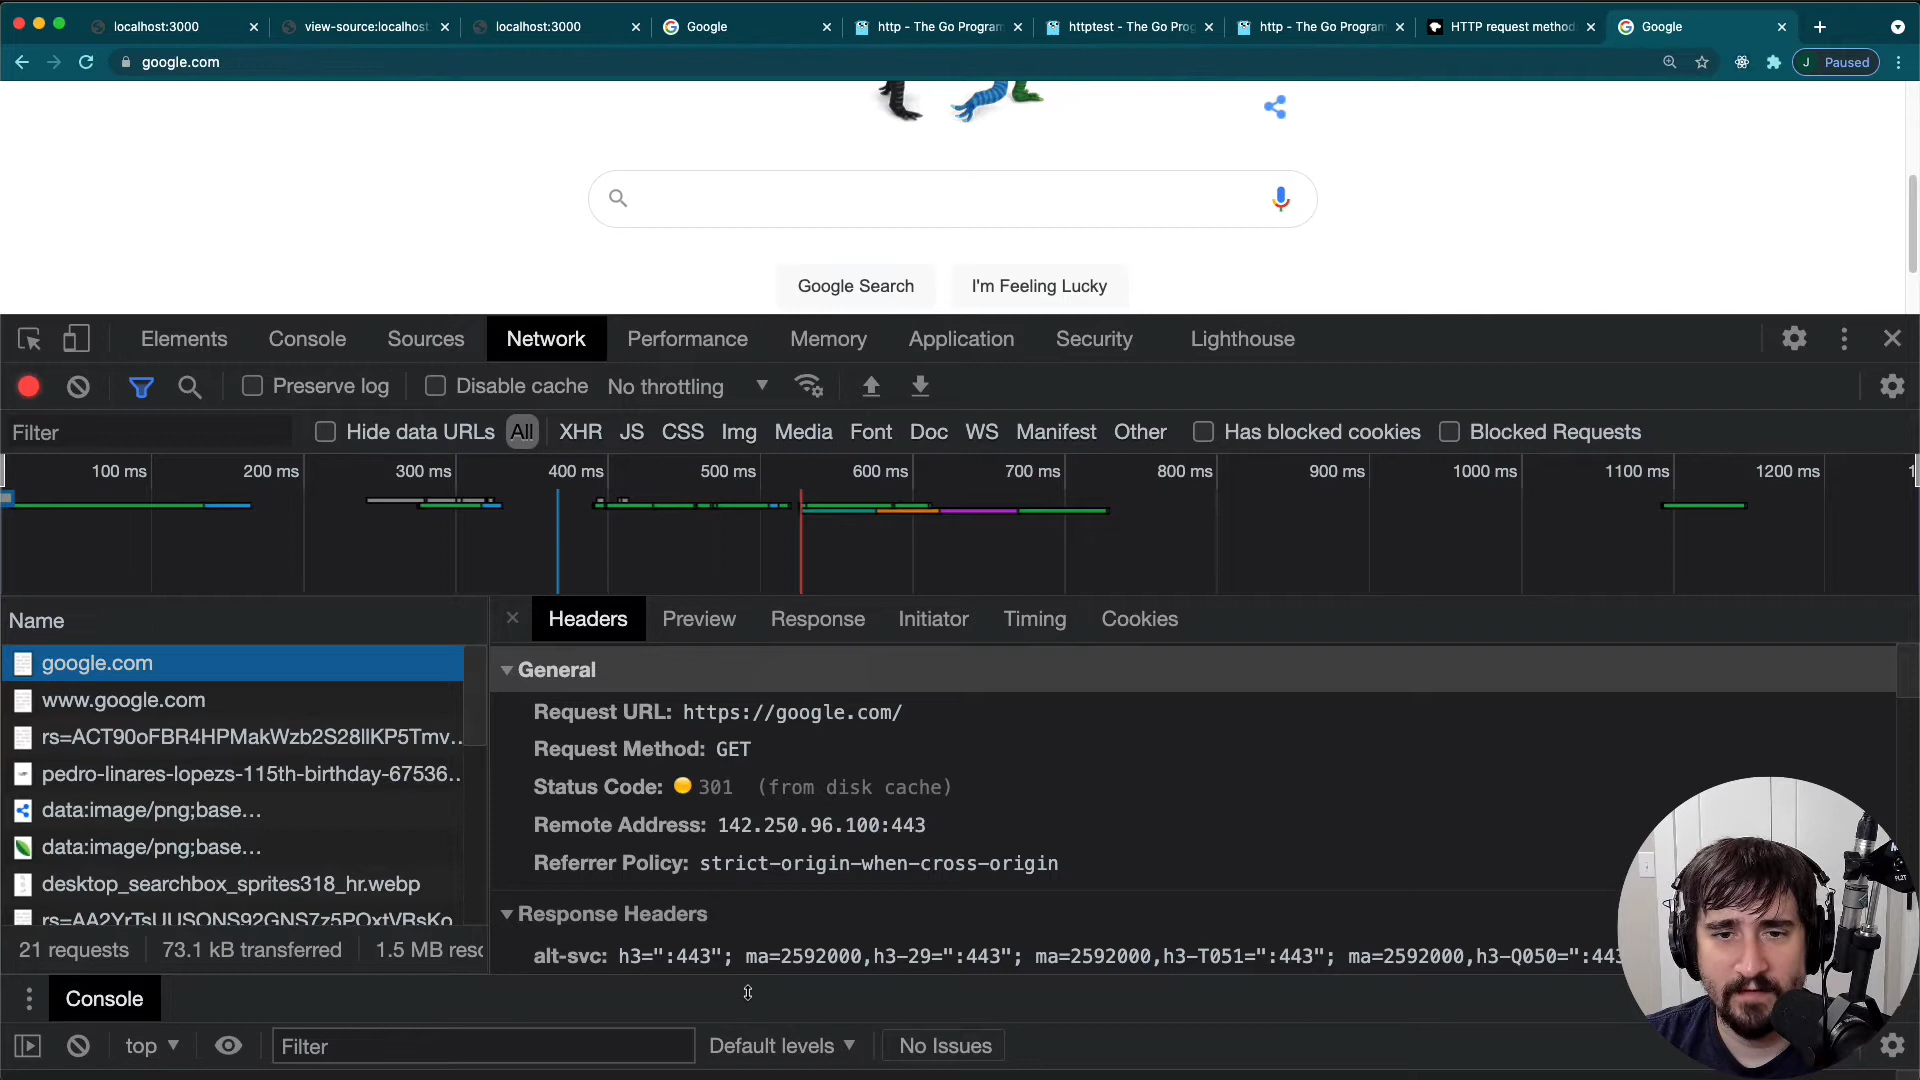 localhost:3000
view-source:localhost
localhost:3000
Google
http - The Go Program
httptest - The Go Prog
http - The Go Program
HTTP request method
Google
google.com
J Paused
Google Search
I'm Feeling Lucky
Elements
Console
Sources
Network
Performance
Memory
Application
Security
Lighthouse
Preserve log
Disable cache
No throttling
Filter
Hide data URLs
All
XHR
JS
CSS
Img
Media
Font
Doc
WS
Manifest
Other
Has blocked cookies
Blocked Requests
100 ms
200 ms
300 ms
400 ms
500 ms
600 ms
700 ms
800 ms
900 ms
1000 ms
1100 ms
1200 ms
Name
Headers
Preview
Response
Initiator
Timing
Cookies
google.com
www.google.com
pedro-linares-lopezs-115th-birthday-67536...
data:image/png;base...
data:image/png;base...
desktop_searchbox_sprites318_hr.webp
21 requests
73.1 kB transferred
1.5 MB resc
General
Request URL: https://google.com/
Request Method: GET
Status Code: 301 (from disk cache)
Remote Address: 142.250.96.100:443
Referrer Policy: strict-origin-when-cross-origin
Response Headers
alt-svc: h3=":443"; ma=2592000,h3-29=":443"; ma=2592000,h3-T051=":443"; ma=2592000,h3-Q050=":443
Console
top
Filter
Default levels
No Issues